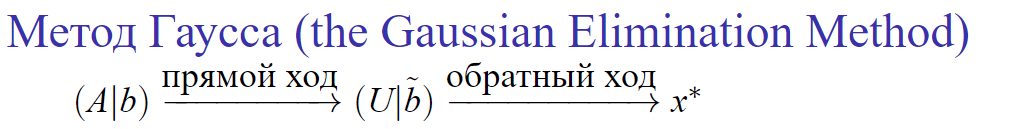 Метод Гаусса (the Gaussian Elimination Method)
(A|b) прямой ход → (U|b̃) обратный ход → x*